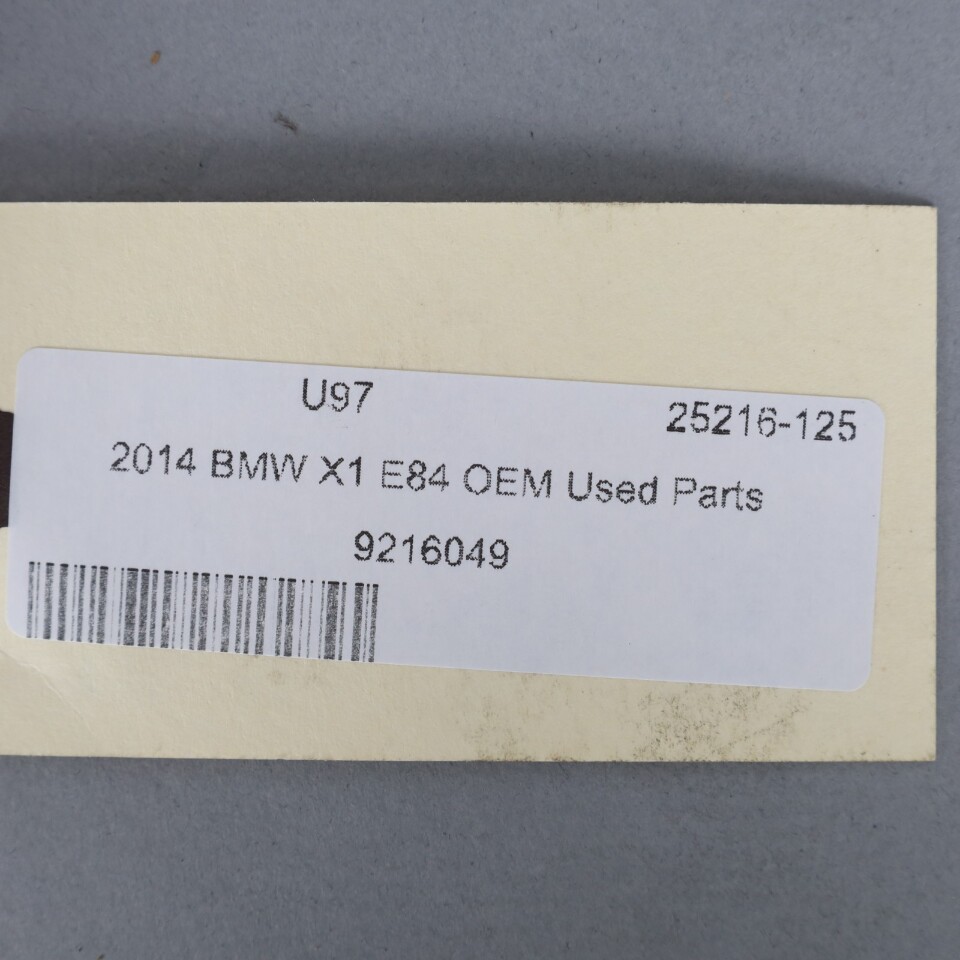 U97 25216-125
2014 BMW X1 E84 OEM Used Parts
9216049